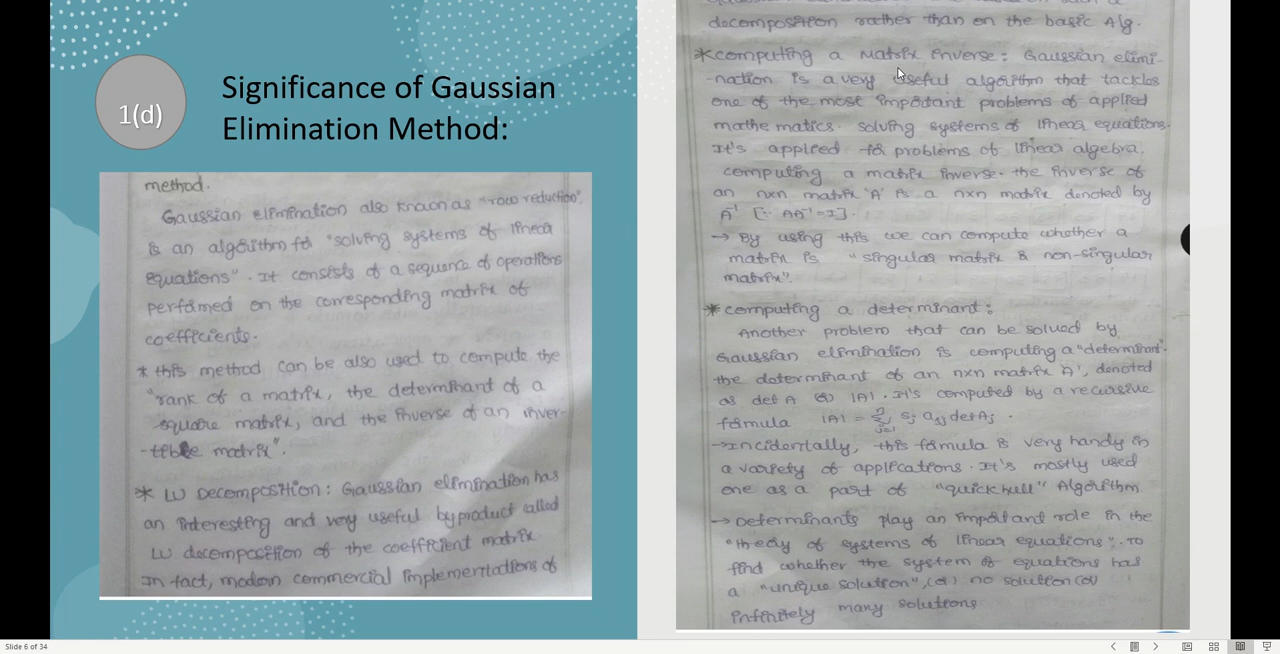 1(d)
Significance of Gaussian
Elimination Method:
method.
Gaussian elimination also known as "row reduction",
is an algorithm for "solving systems of linear
equations". It consists of a sequence of operations
performed on the corresponding matrix of
coefficients.
* this method can be also used to compute the
"rank of a matrix, the determinant of a
square matrix, and the inverse of an inver-
-tible matrix".
* LU Decomposition: Gaussian elimination has
an interesting and very useful byproduct called
LU decomposition of the coefficient matrix
In fact, modern commercial implementations of
decomposition rather than on the basic Alg.
*computing a Matrix inverse: Gaussian elimi-
-nation is a very useful algorithm that tackles
one of the most important problems of applied
mathematics. solving systems of linear equations.
It's applied for problems of linear algebra.
computing a matrix inverse. the inverse of
an nxn matrix 'A' is a nxn matrix denoted by
A⁻¹ [∵ AA⁻¹=I].
→ By using this we can compute whether a
matrix is "singular matrix & non-singular
matrix".
*computing a determinant:
Another problem that can be solved by
Gaussian elimination is computing a "determinant".
the determinant of an nxn matrix 'A', denoted
as det A (or) |A|. It's computed by a recursive
formula |A| = Σⁿⱼ₌₁ sⱼ a₁ⱼ det Aⱼ.
→Incidentally, this formula is very handy in
a variety of applications. It's mostly used
one as a part of "quick hull" Algorithm
→ Determinants play an important role in the
"theory of systems of linear equations". To
find whether the system of equations has
a "unique solution", (or) no solution (or)
infinitely many solutions
Slide 6 of 34